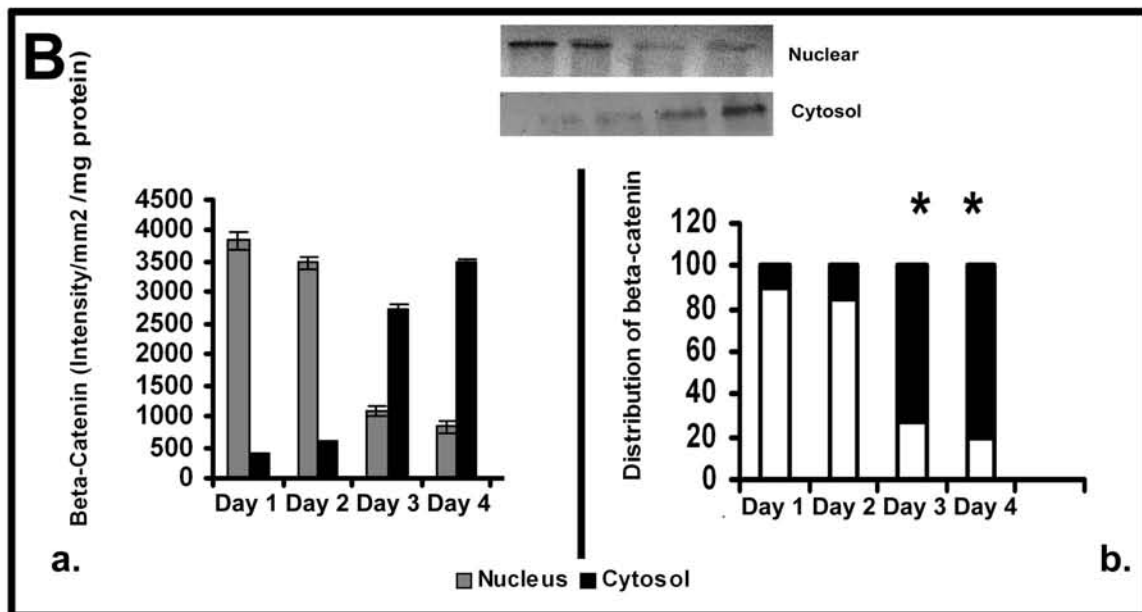 B
Nuclear
Cytosol
Beta-Catenin (Intensity/mm2 /mg protein)
4500
4000
3500
3000
2500
2000
1500
1000
500
0
Day 1 Day 2 Day 3 Day 4
a.
Distribution of beta-catenin
* *
120
100
80
60
40
20
0
Day 1 Day 2 Day 3 Day 4
b.
Nucleus Cytosol